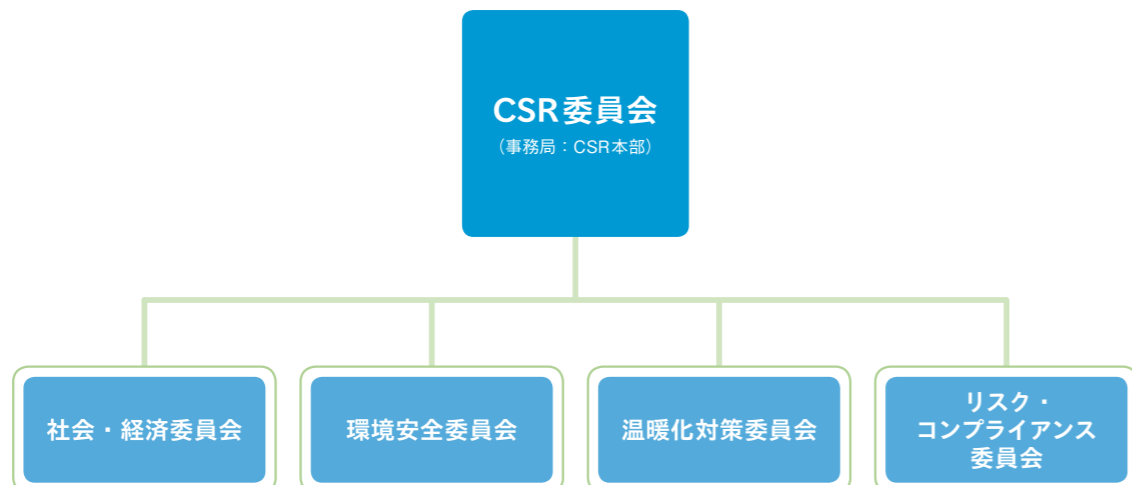 CSR委員会
（事務局：CSR本部）
社会・経済委員会
環境安全委員会
温暖化対策委員会
リスク・
コンプライアンス
委員会